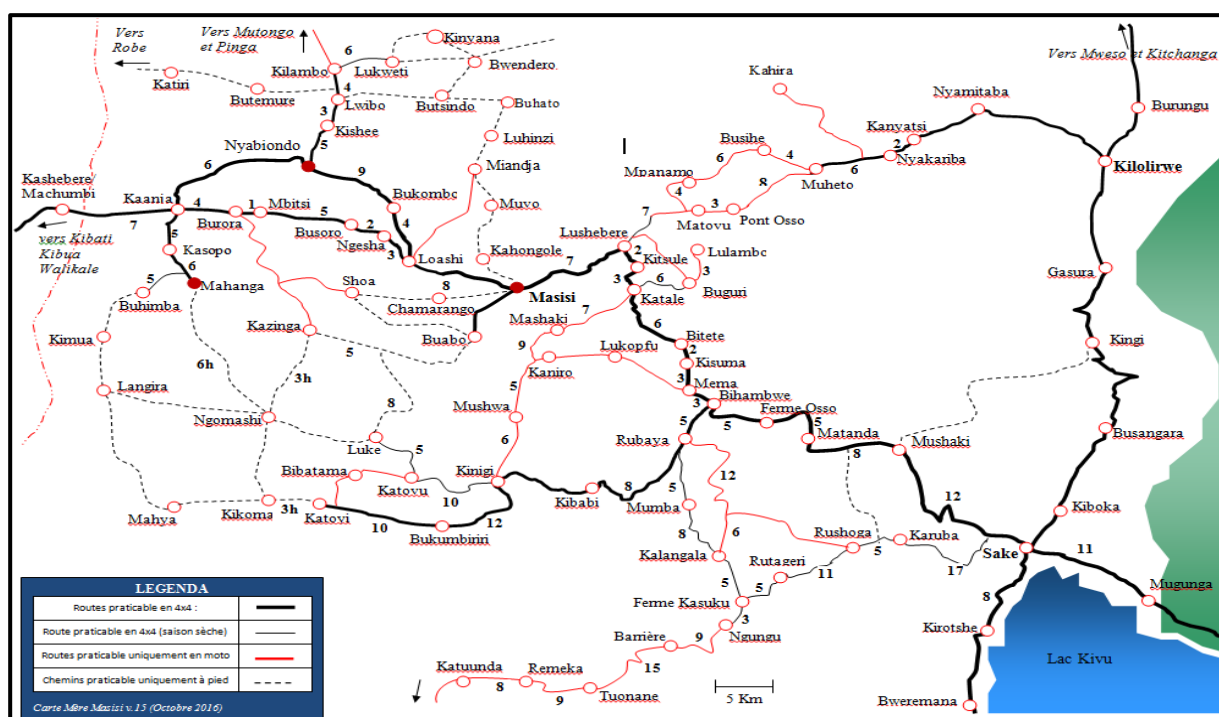 Vers
Robe
Vers Mutongo
et Pinga
Kinyana
6
Kilambo
Lukweti
Bwendero
Katiri
Butemure
4
Lwibo
Butsindo
Buhato
3
Kishee
5
Nyabiondo
Luhinzi
Miandja
Muvo
Kahongole
Kahira
Vers Mweso et Kitchanga
Nyamitaba
Burungu
Kanyatsi
2
Nyakariba
6
Kilolirwe
Busihe
6
4
Mpanamo
4
8
Muheto
7
3
Matovu
Pont Osso
6
9
Kashebere
Machumbi
Kaania
7
4
1
Mbitsi
Burora
5
Busoro
2
Ngesha
3
Bukombc
4
Loashi
vers Kibati
Kibua
Walikale
5
Kasopo
6
5
Mahanga
Buhimba
Kimua
Langira
6h
3h
Shoa
8
Chamarango
Masisi
7
Lushebere
2
Kitsule
3
Katale
6
Lulambc
3
Buguri
Gasura
Kingi
Kazinga
5
Buabo
7
Mashaki
9
6
Bitete
2
Kisuma
3
Mema
Lukopfu
Kaniro
5
Mushwa
6
3
Bihambwe
5
Ferme Osso
5
Matanda
8
Mushaki
Busangara
Ngomashi
8
Luke
5
Rubaya
5
12
Bibatama
Katovu
10
Kinigi
8
Kibabi
5
Mumba
12
Kiboka
Mahya
Kikoma
3h
Katoyi
10
12
Bukumbiriri
8
6
Rushoga
5
Karuba
17
Sake
11
Kalangala
5
Rutageri
5
11
Ferme Kasuku
3
Ngungu
9
Barrière
15
Mugunga
8
Kirotshe
Lac Kivu
Bweremana
Katuunda
8
Remeka
9
Tuonane
5 Km
LEGENDA
Routes praticable en 4x4 :
Route praticable en 4x4 (saison sèche)
Routes praticable uniquement en moto
Chemins praticable uniquement à pied
Carte Mère Masisi v.15 (Octobre 2016)